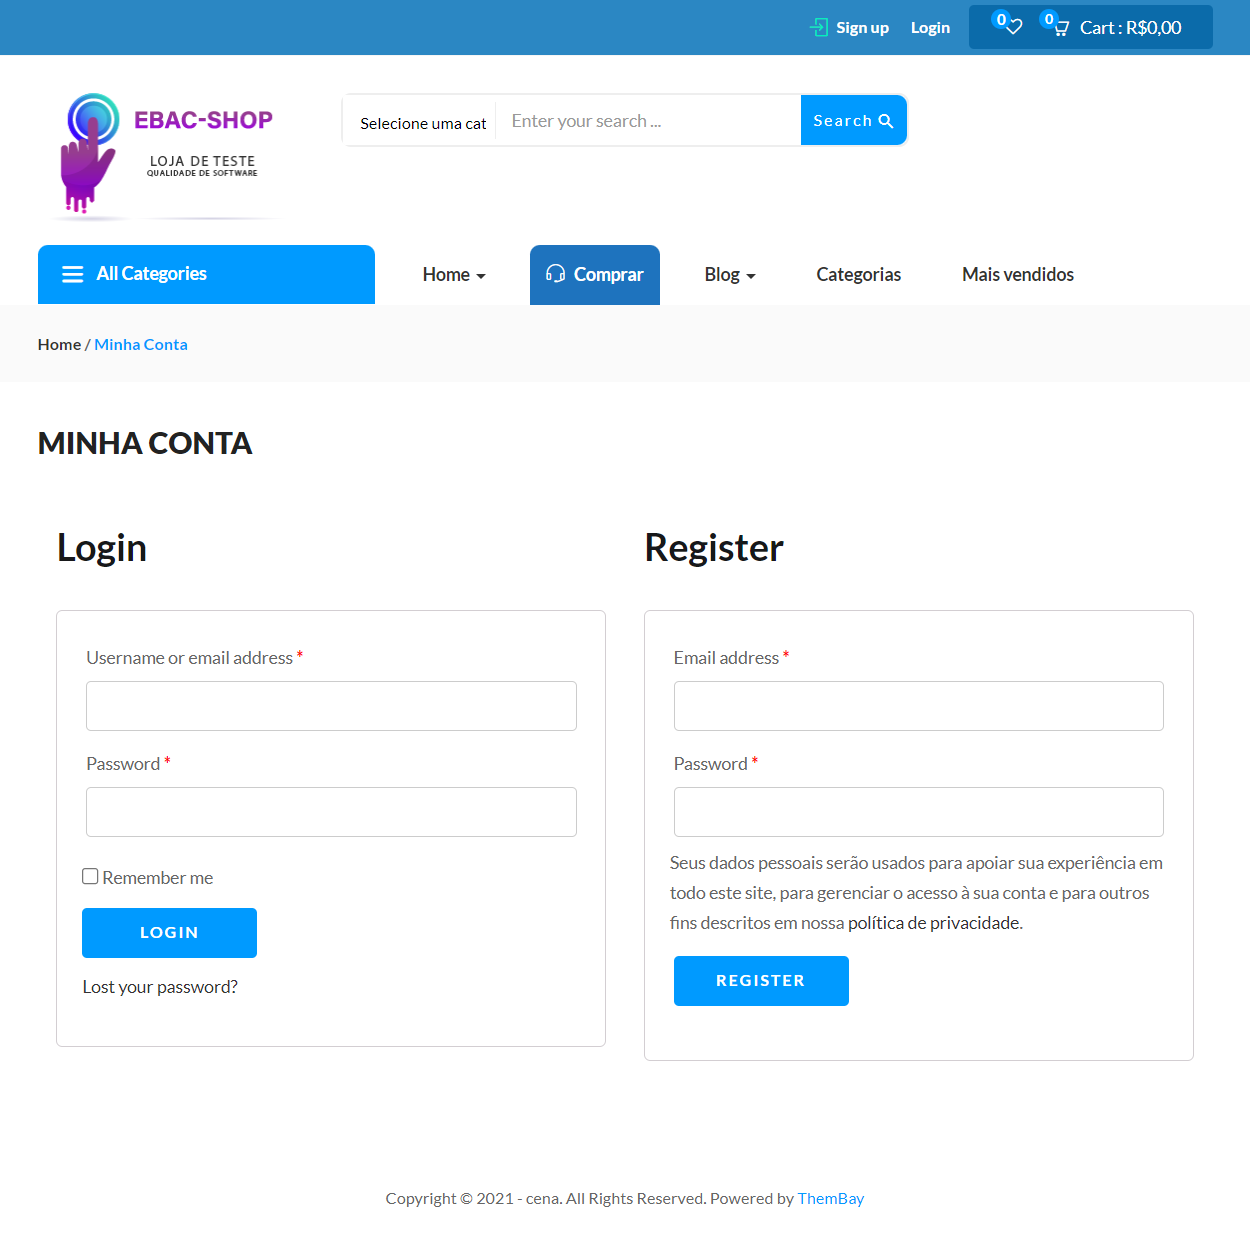 Sign up Login 0 0 Cart : R$0,00
EBAC-SHOP
LOJA DE TESTE
QUALIDADE DE SOFTWARE
Selecione uma cat Enter your search ... Search
All Categories Home Comprar Blog Categorias Mais vendidos
Home / Minha Conta
MINHA CONTA
Login
Username or email address *
Password *
Remember me
LOGIN
Lost your password?
Register
Email address *
Password *
Seus dados pessoais serão usados para apoiar sua experiência em
todo este site, para gerenciar o acesso à sua conta e para outros
fins descritos em nossa política de privacidade.
REGISTER
Copyright © 2021 - cena. All Rights Reserved. Powered by ThemBay